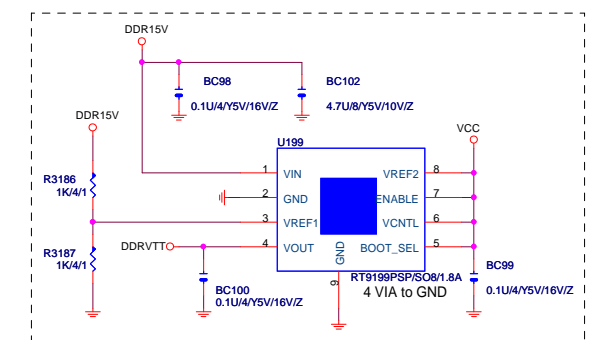 DDR15V
BC98
0.1U/4/Y5V/16V/Z
BC102
4.7U/8/Y5V/10V/Z
DDR15V
VCC
U199
R3186
1K/4/1
1 VIN
VREF2 8
2 GND
ENABLE 7
3 VREF1
VCNTL 6
DDRVTT
4 VOUT
BOOT_SEL 5
GND
9
R3187
1K/4/1
RT9199PSP/SO8/1.8A
4 VIA to GND
BC99
0.1U/4/Y5V/16V/Z
BC100
0.1U/4/Y5V/16V/Z